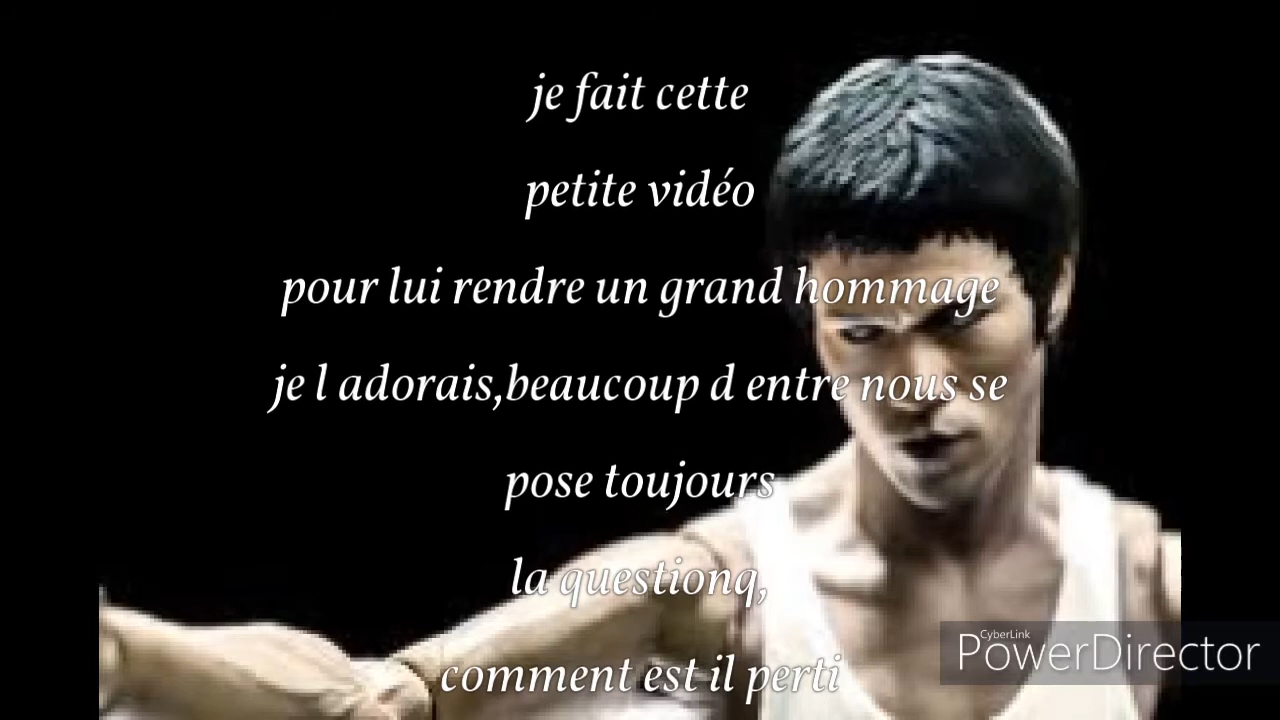 je fait cette
petite vidéo
pour lui rendre un grand hommage
je l adorais,beaucoup d entre nous se
pose toujours
la questionq,
comment est il perti
CyberLink
PowerDirector